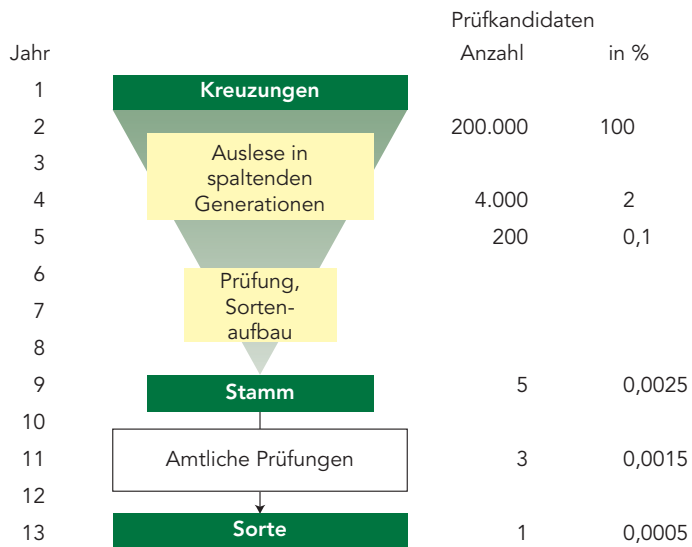 Prüfkandidaten
Jahr Anzahl in %
1 Kreuzungen
2 200.000 100
3 Auslese in
spaltenden
4 Generationen 4.000 2
5 200 0,1
6 Prüfung,
7 Sorten-
aufbau
8
9 Stamm 5 0,0025
10
11 Amtliche Prüfungen 3 0,0015
12
13 Sorte 1 0,0005